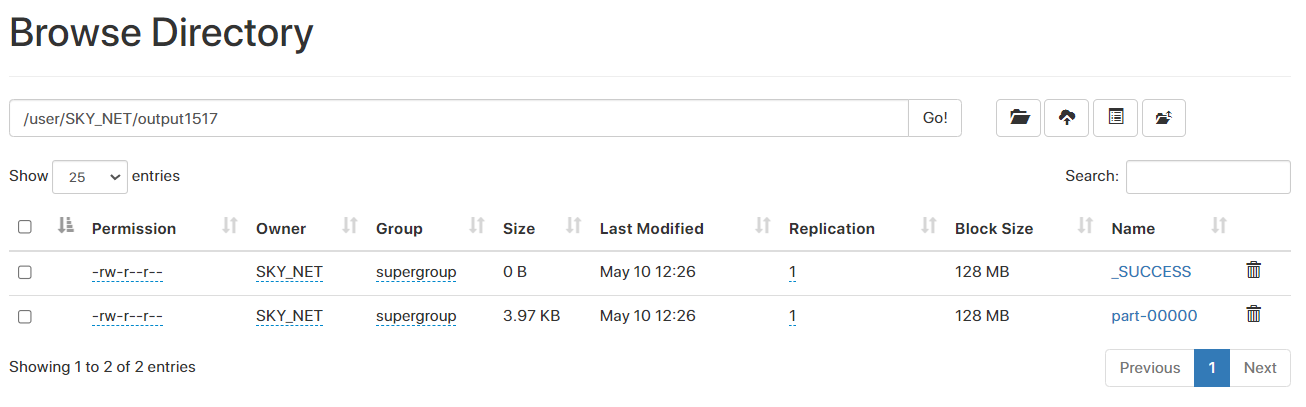 Browse Directory
/user/SKY_NET/output1517 Go!
Show 25 entries Search:
Permission Owner Group Size Last Modified Replication Block Size Name
-rw-r--r-- SKY_NET supergroup 0 B May 10 12:26 1 128 MB _SUCCESS
-rw-r--r-- SKY_NET supergroup 3.97 KB May 10 12:26 1 128 MB part-00000
Showing 1 to 2 of 2 entries Previous 1 Next